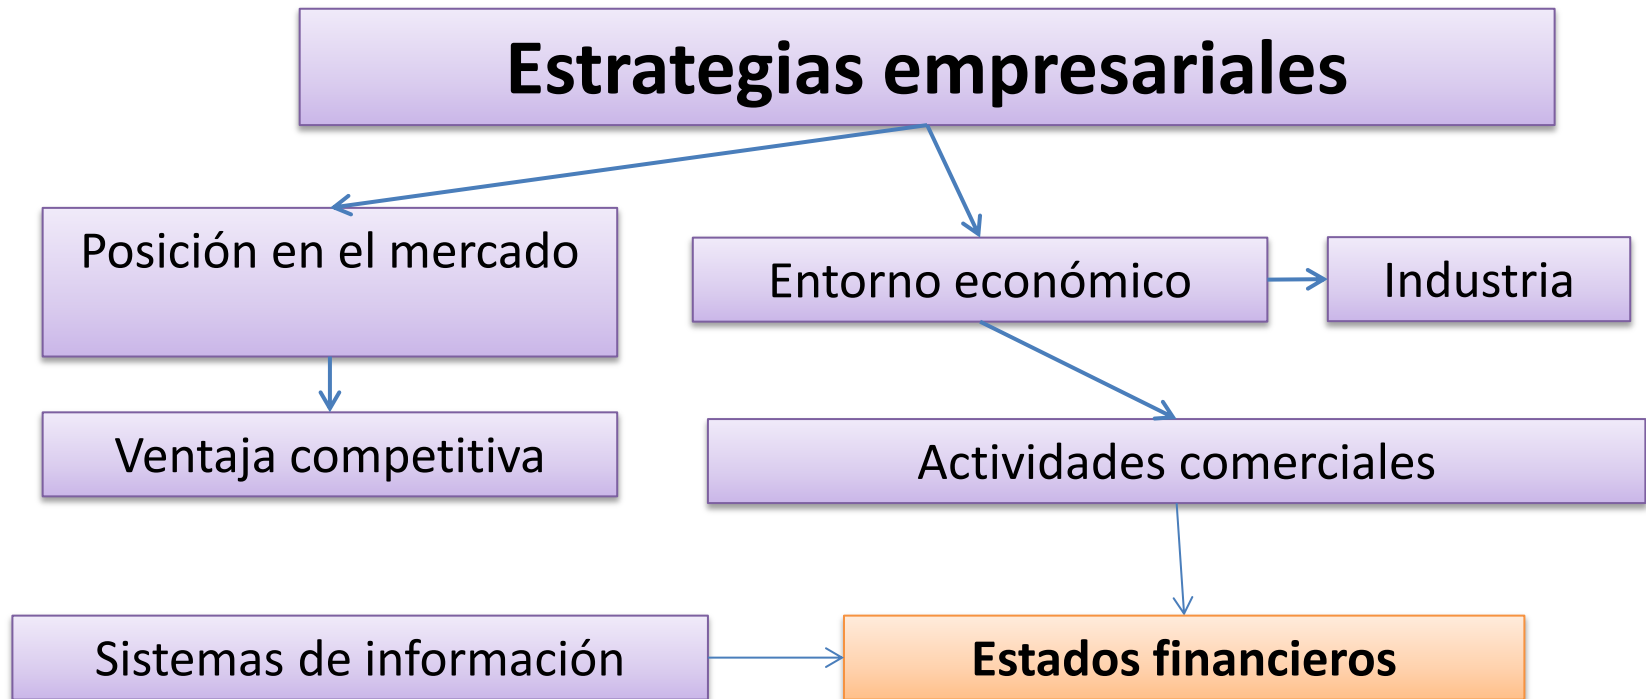 Estrategias empresariales
Posición en el mercado
Entorno económico
Industria
Ventaja competitiva
Actividades comerciales
Sistemas de información
Estados financieros